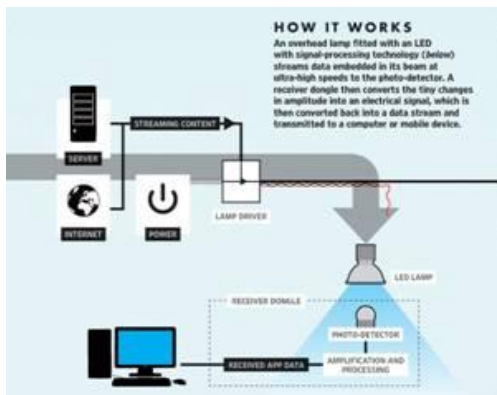 HOW IT WORKS
An overhead lamp fitted with an LED
with signal-processing technology (below)
streams data embedded in its beam at
ultra-high speeds to the photo-detector. A
receiver dongle then converts the tiny changes
in amplitude into an electrical signal, which is
then converted back into a data stream and
transmitted to a computer or mobile device.
STREAMING CONTENT
SERVER
INTERNET
POWER
LAMP DRIVER
LED LAMP
RECEIVER DONGLE
PHOTO-DETECTOR
RECEIVED APP DATA
AMPLIFICATION AND
PROCESSING